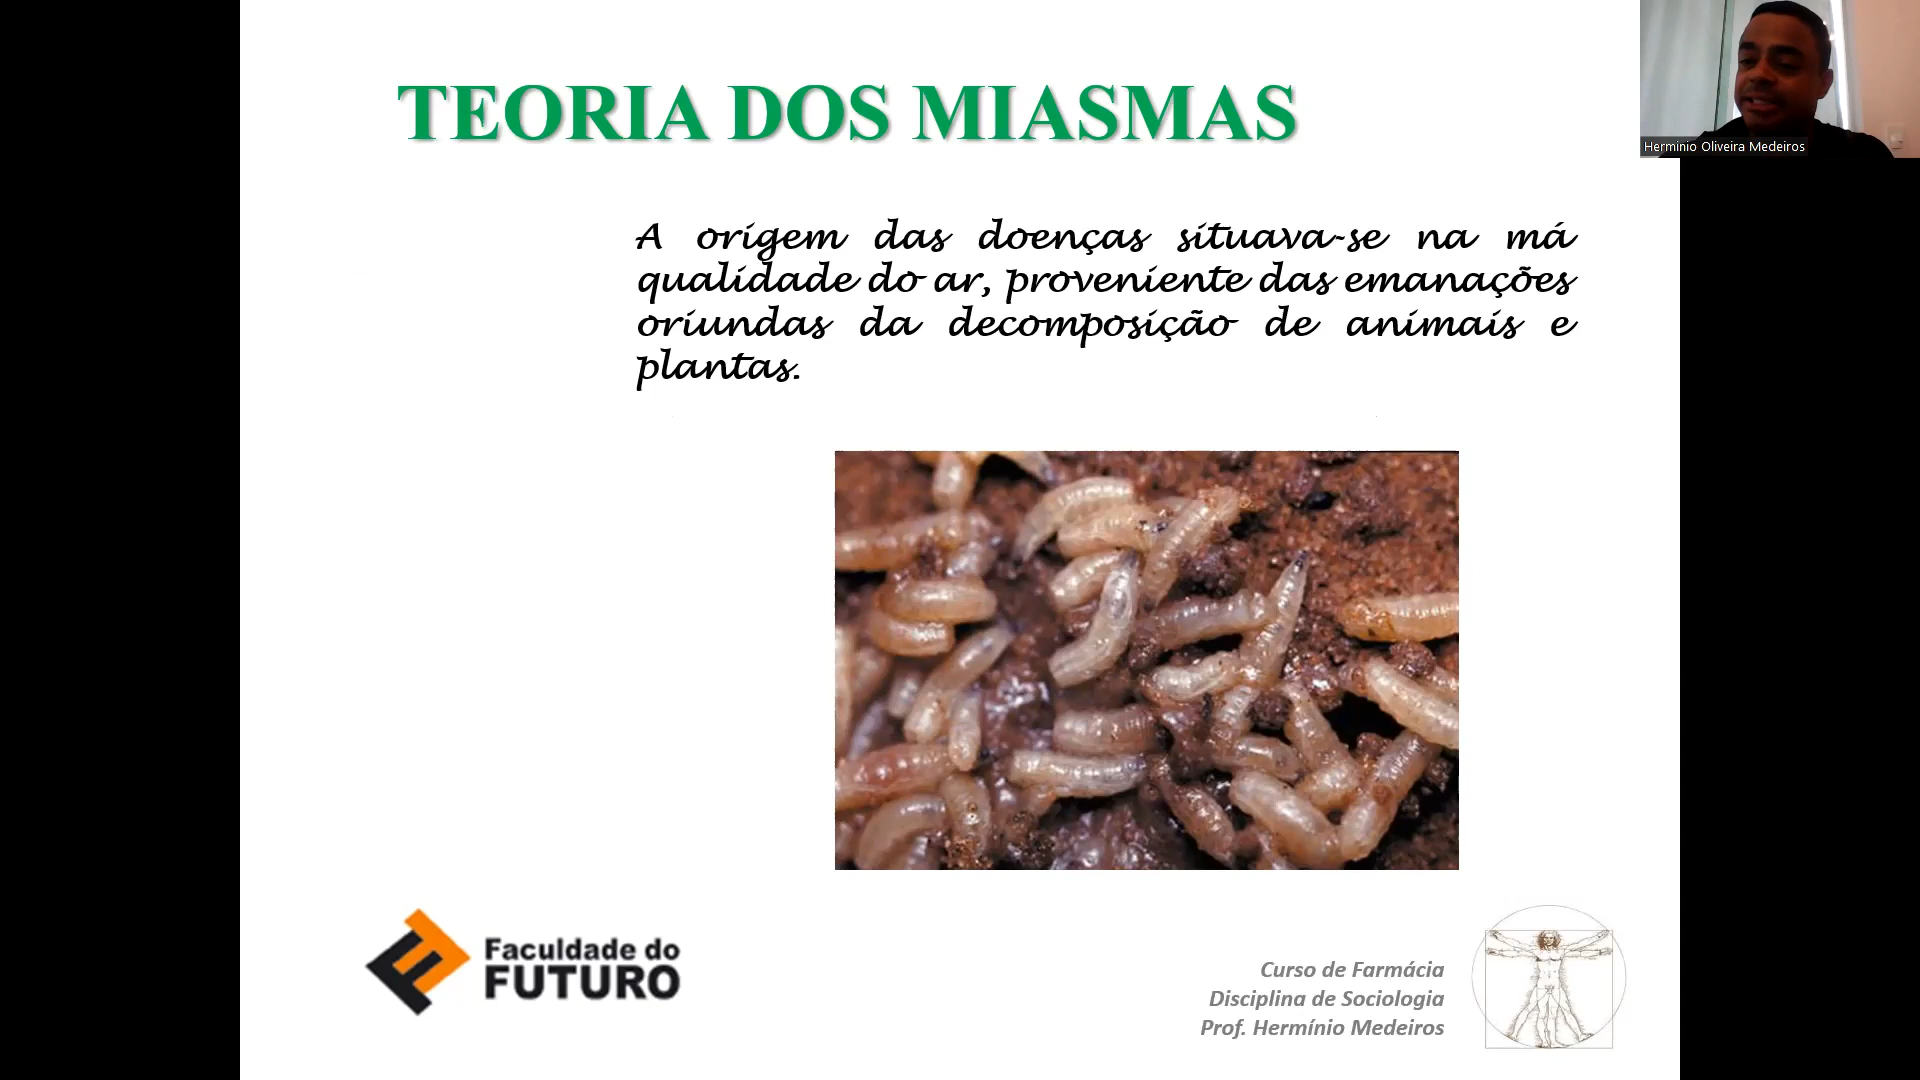 TEORIA DOS MIASMAS
Herminio Oliveira Medeiros
A origem das doenças situava-se na má
qualidade do ar, proveniente das emanações
oriundas da decomposição de animais e
plantas.
Faculdade do
FUTURO
Curso de Farmácia
Disciplina de Sociologia
Prof. Hermínio Medeiros